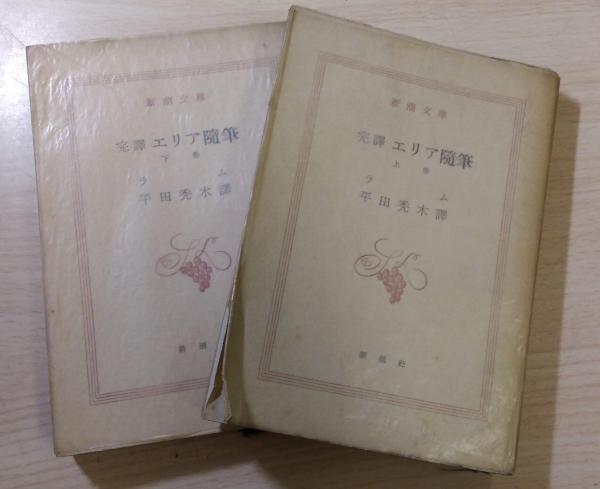 新潮文庫
完譯 エリア隨筆
下卷
ラム
平田禿木譯
新潮
新潮文庫
完譯 エリア隨筆
上卷
ラム
平田禿木譯
新潮社